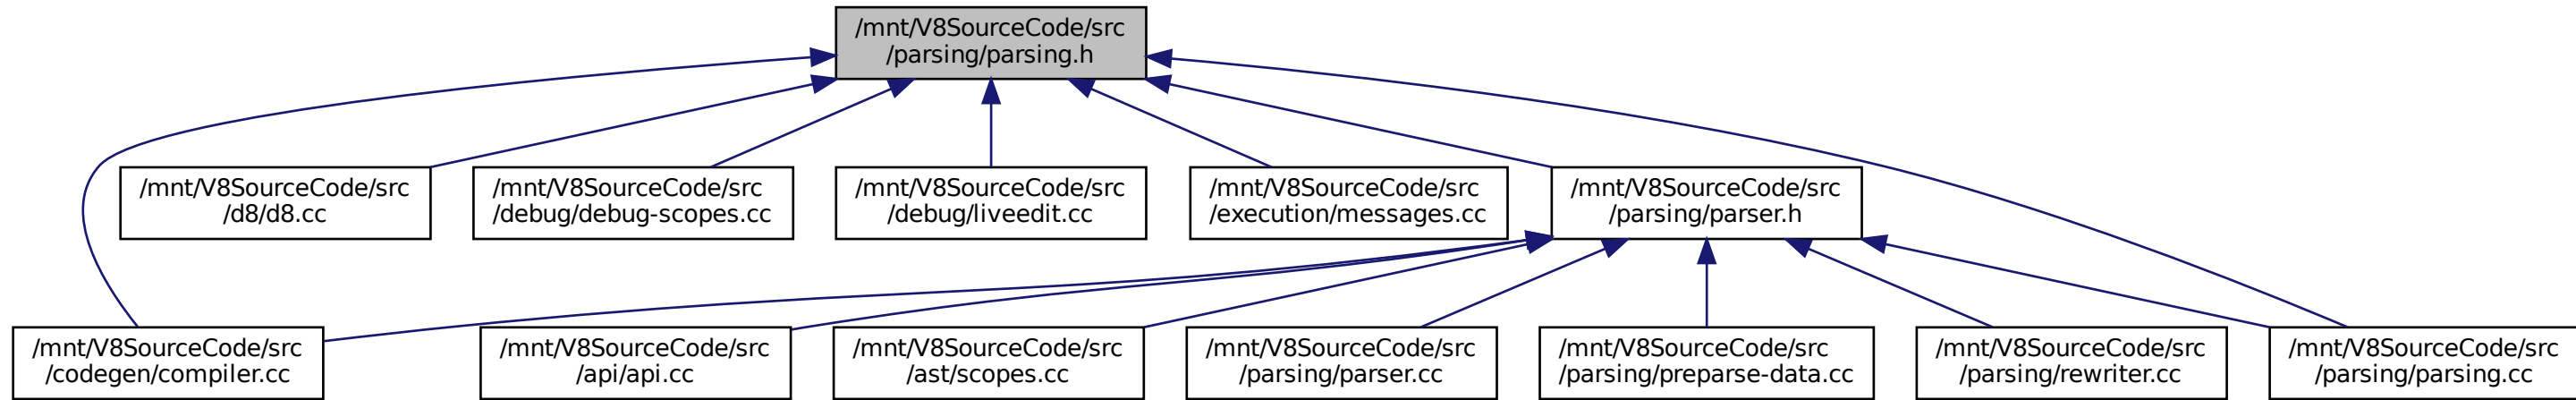 /mnt/V8SourceCode/src
/parsing/parsing.h
/mnt/V8SourceCode/src
/d8/d8.cc
/mnt/V8SourceCode/src
/debug/debug-scopes.cc
/mnt/V8SourceCode/src
/debug/liveedit.cc
/mnt/V8SourceCode/src
/execution/messages.cc
/mnt/V8SourceCode/src
/parsing/parser.h
/mnt/V8SourceCode/src
/codegen/compiler.cc
/mnt/V8SourceCode/src
/api/api.cc
/mnt/V8SourceCode/src
/ast/scopes.cc
/mnt/V8SourceCode/src
/parsing/parser.cc
/mnt/V8SourceCode/src
/parsing/preparse-data.cc
/mnt/V8SourceCode/src
/parsing/rewriter.cc
/mnt/V8SourceCode/src
/parsing/parsing.cc